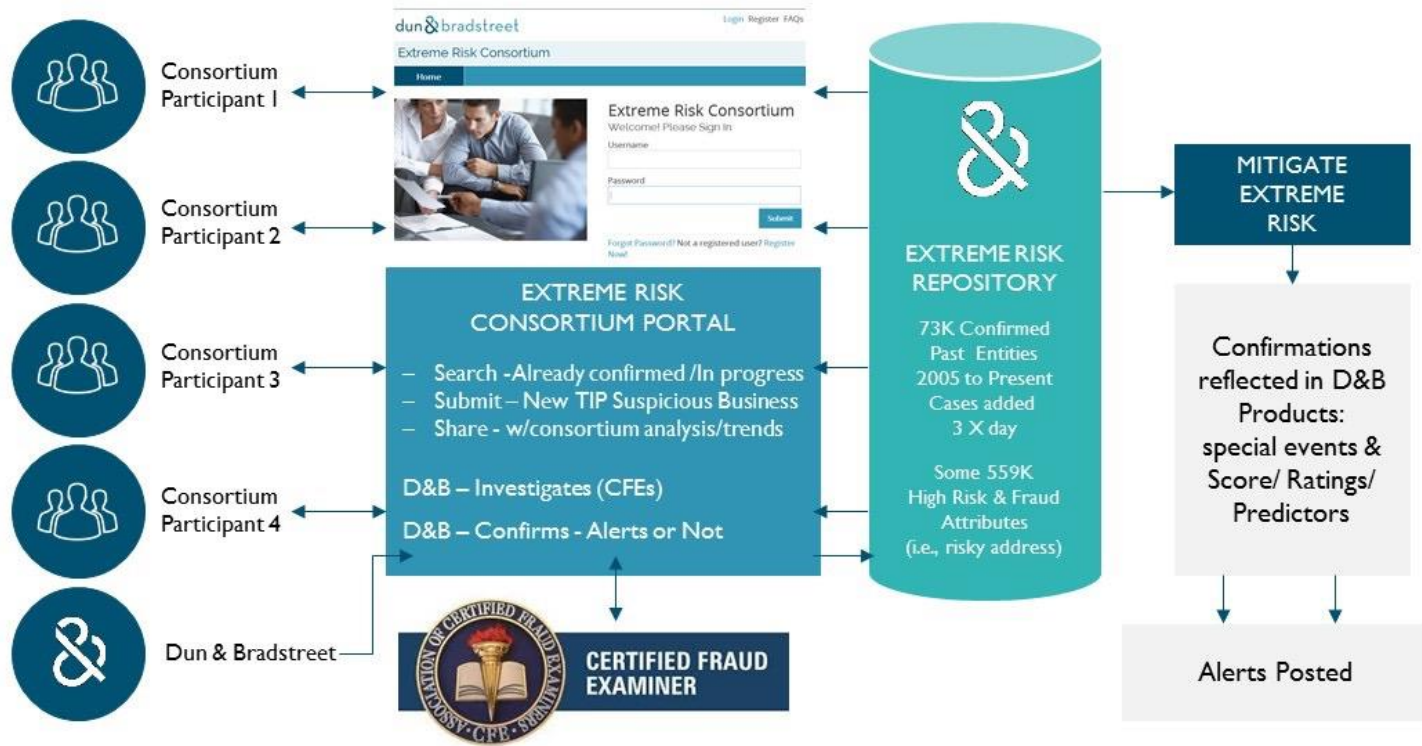 Consortium
Participant 1
Consortium
Participant 2
Consortium
Participant 3
Consortium
Participant 4
Dun & Bradstreet
dun & bradstreet
Login Register FAQs
Extreme Risk Consortium
Home
Extreme Risk Consortium
Welcome! Please Sign In
Username
Password
Submit
Forgot Password? Not a registered user? Register
Now!
EXTREME RISK
CONSORTIUM PORTAL
– Search -Already confirmed /In progress
– Submit – New TIP Suspicious Business
– Share - w/consortium analysis/trends
D&B – Investigates (CFEs)
D&B – Confirms - Alerts or Not
ASSOCIATION OF CERTIFIED FRAUD EXAMINERS
CFE
CERTIFIED FRAUD
EXAMINER
&
EXTREME RISK
REPOSITORY
73K Confirmed
Past Entities
2005 to Present
Cases added
3 X day
Some 559K
High Risk & Fraud
Attributes
(i.e., risky address)
MITIGATE
EXTREME
RISK
Confirmations
reflected in D&B
Products:
special events &
Score/ Ratings/
Predictors
Alerts Posted
&